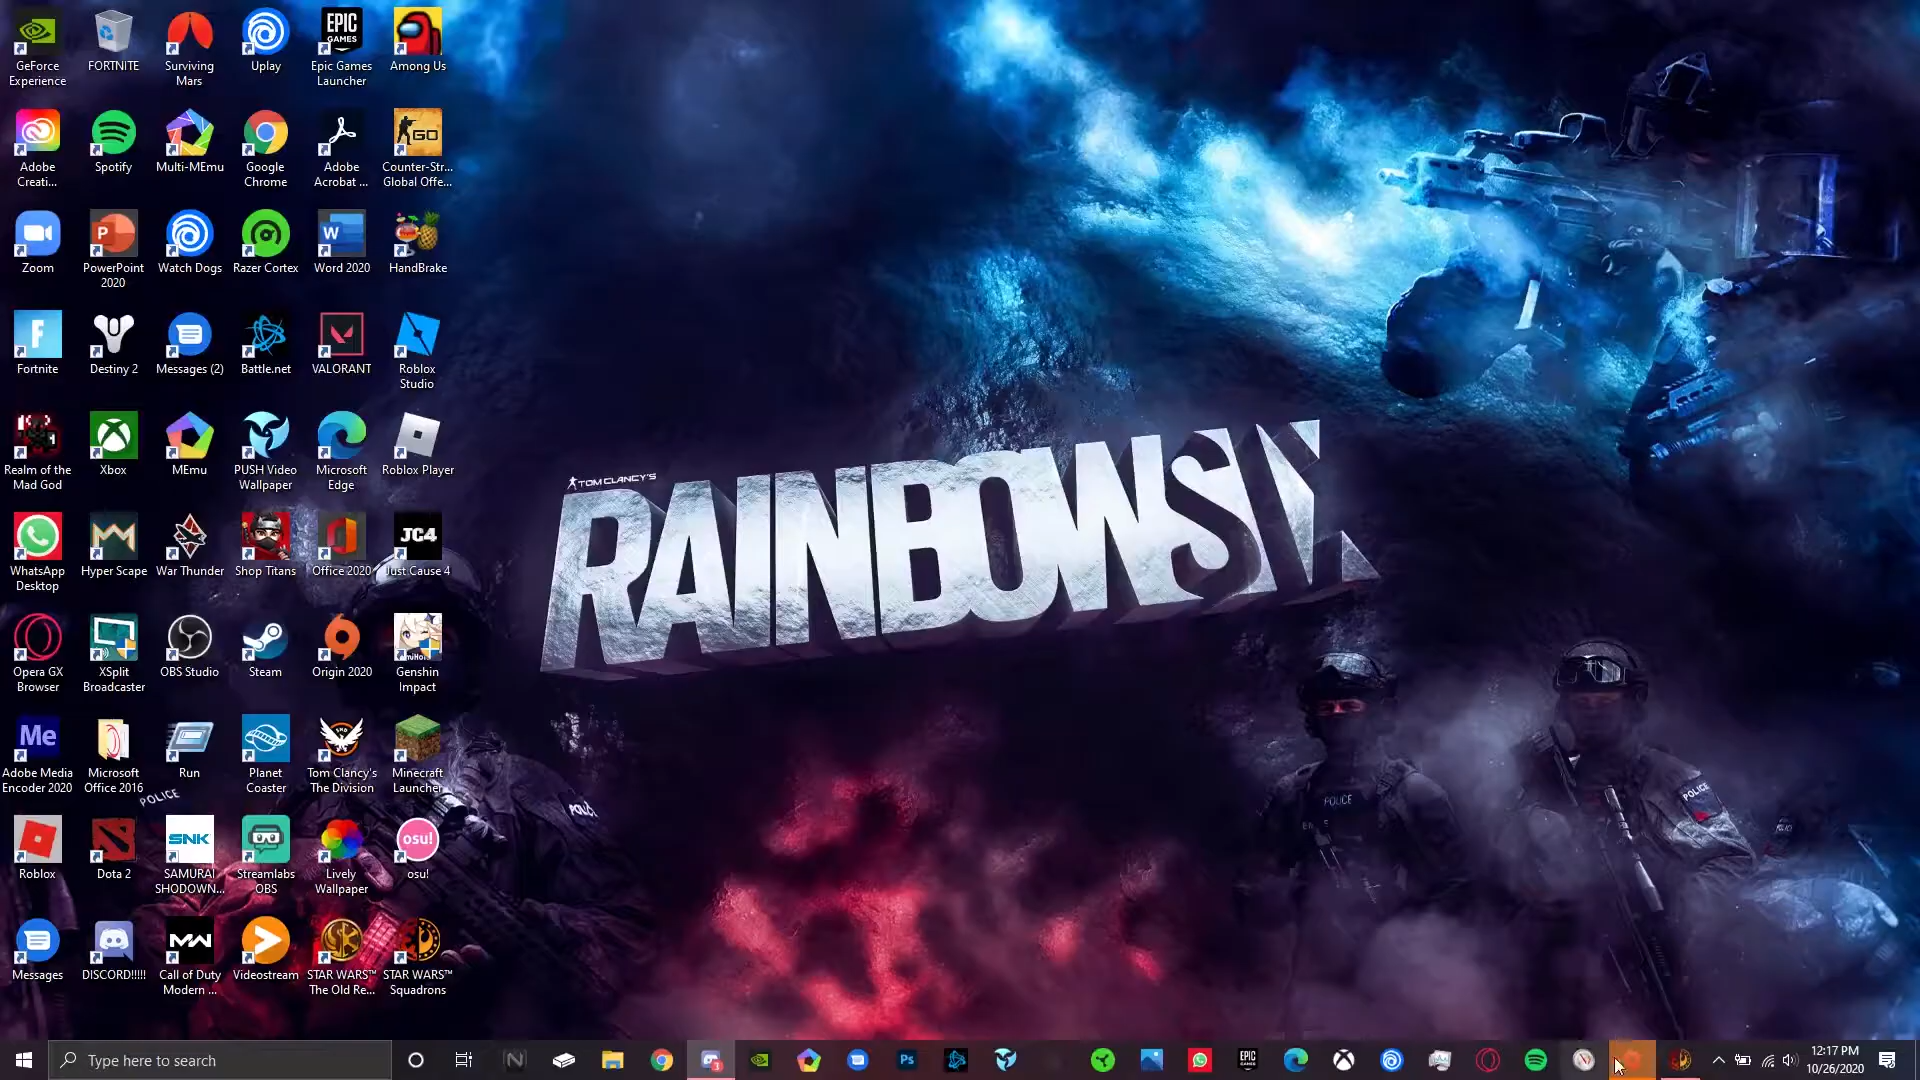 GeForce
Experience
FORTNITE
Surviving
Mars
Uplay
EPIC
GAMES
Epic Games
Launcher
Among Us
Adobe
Creati...
Spotify
Multi-MEmu
Google
Chrome
Adobe
Acrobat ...
GO
Counter-Str...
Global Offe...
Zoom
P
PowerPoint
2020
Watch Dogs
Razer Cortex
W
Word 2020
HandBrake
F
Fortnite
Destiny 2
Messages (2)
Battle.net
VALORANT
Roblox
Studio
Realm of the
Mad God
Xbox
MEmu
PUSH Video
Wallpaper
Microsoft
Edge
Roblox Player
WhatsApp
Desktop
Hyper Scape
War Thunder
Shop Titans
Office 2020
JC4
Just Cause 4
TOM CLANCY'S
RAINBOW SIX
Opera GX
Browser
XSplit
Broadcaster
OBS Studio
Steam
Origin 2020
Genshin
Impact
Me
Adobe Media
Encoder 2020
Microsoft
Office 2016
Run
Planet
Coaster
Tom Clancy's
The Division
Minecraft
Launcher
POLICE
POLICE
POLICE
Roblox
Dota 2
SNK
SAMURAI
SHODOWN...
Streamlabs
OBS
Lively
Wallpaper
osu!
osu!
Messages
DISCORD!!!!!
MW
Call of Duty
Modern ...
Videostream
STAR WARS™
The Old Re...
STAR WARS™
Squadrons
Type here to search
N
3
Ps
EPIC
GAMES
12:17 PM
10/26/2020